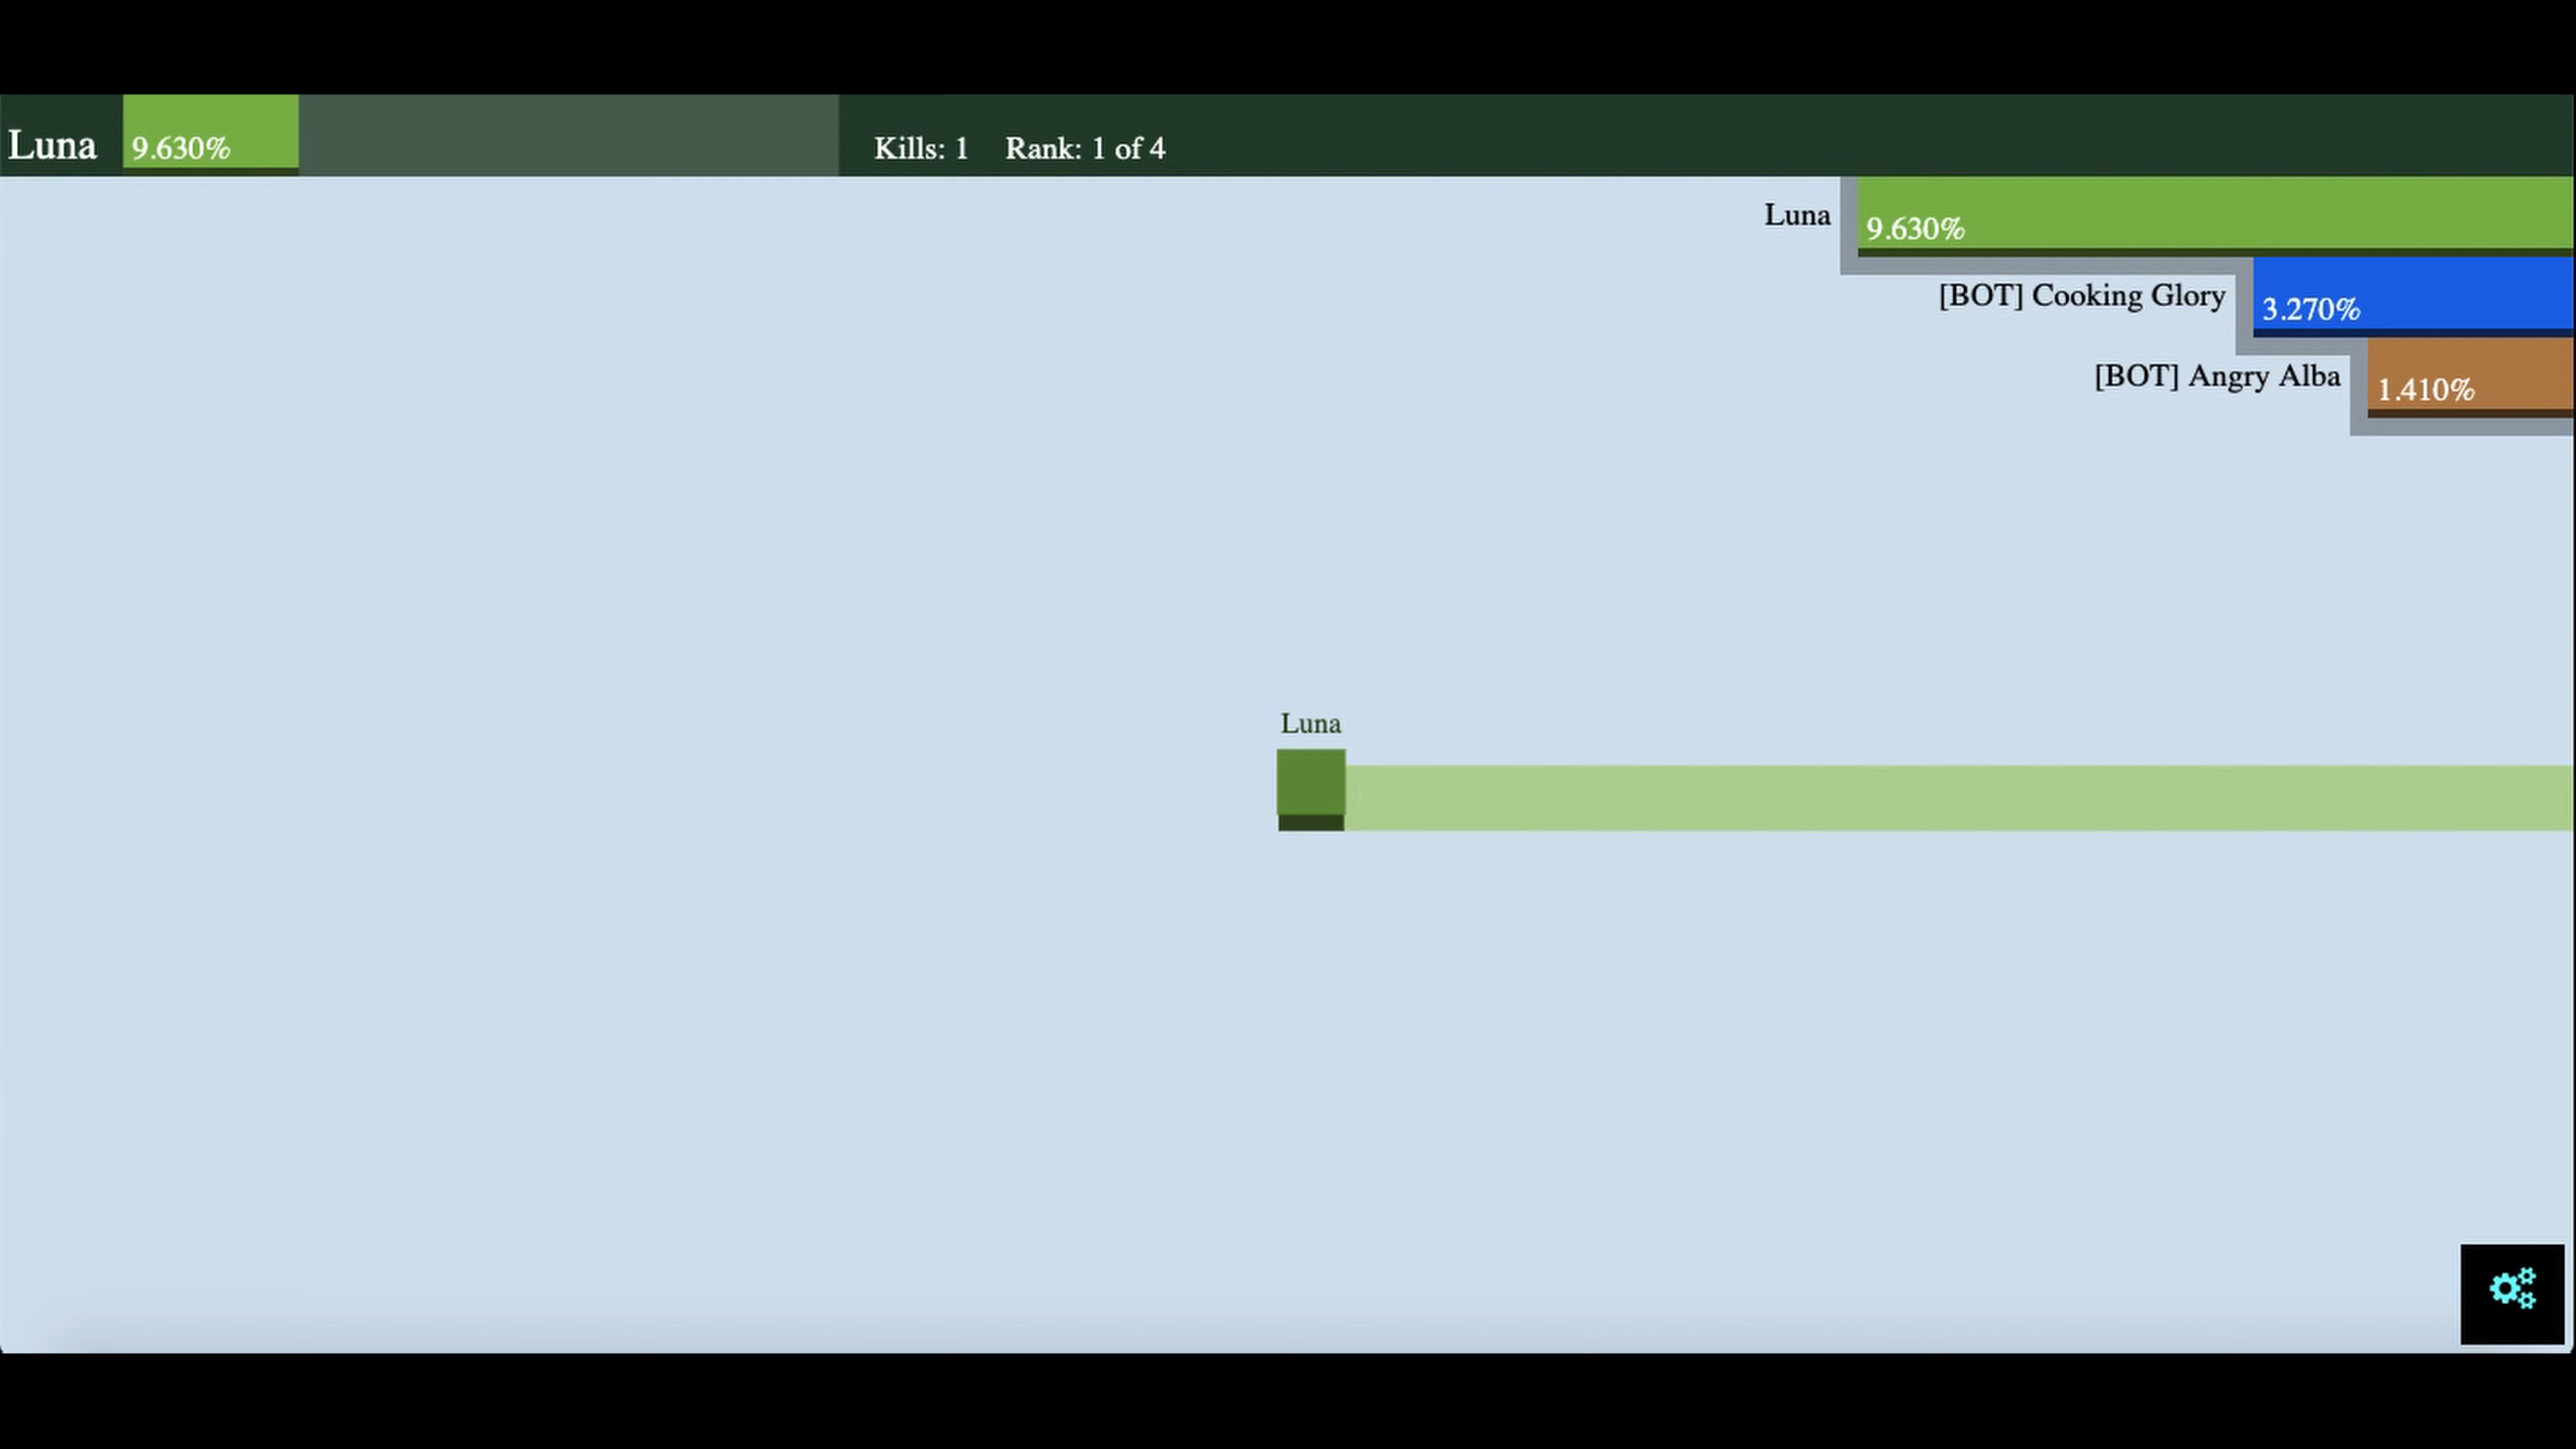 Luna 9.630% Kills: 1 Rank: 1 of 4
Luna 9.630%
[BOT] Cooking Glory 3.270%
[BOT] Angry Alba 1.410%
Luna